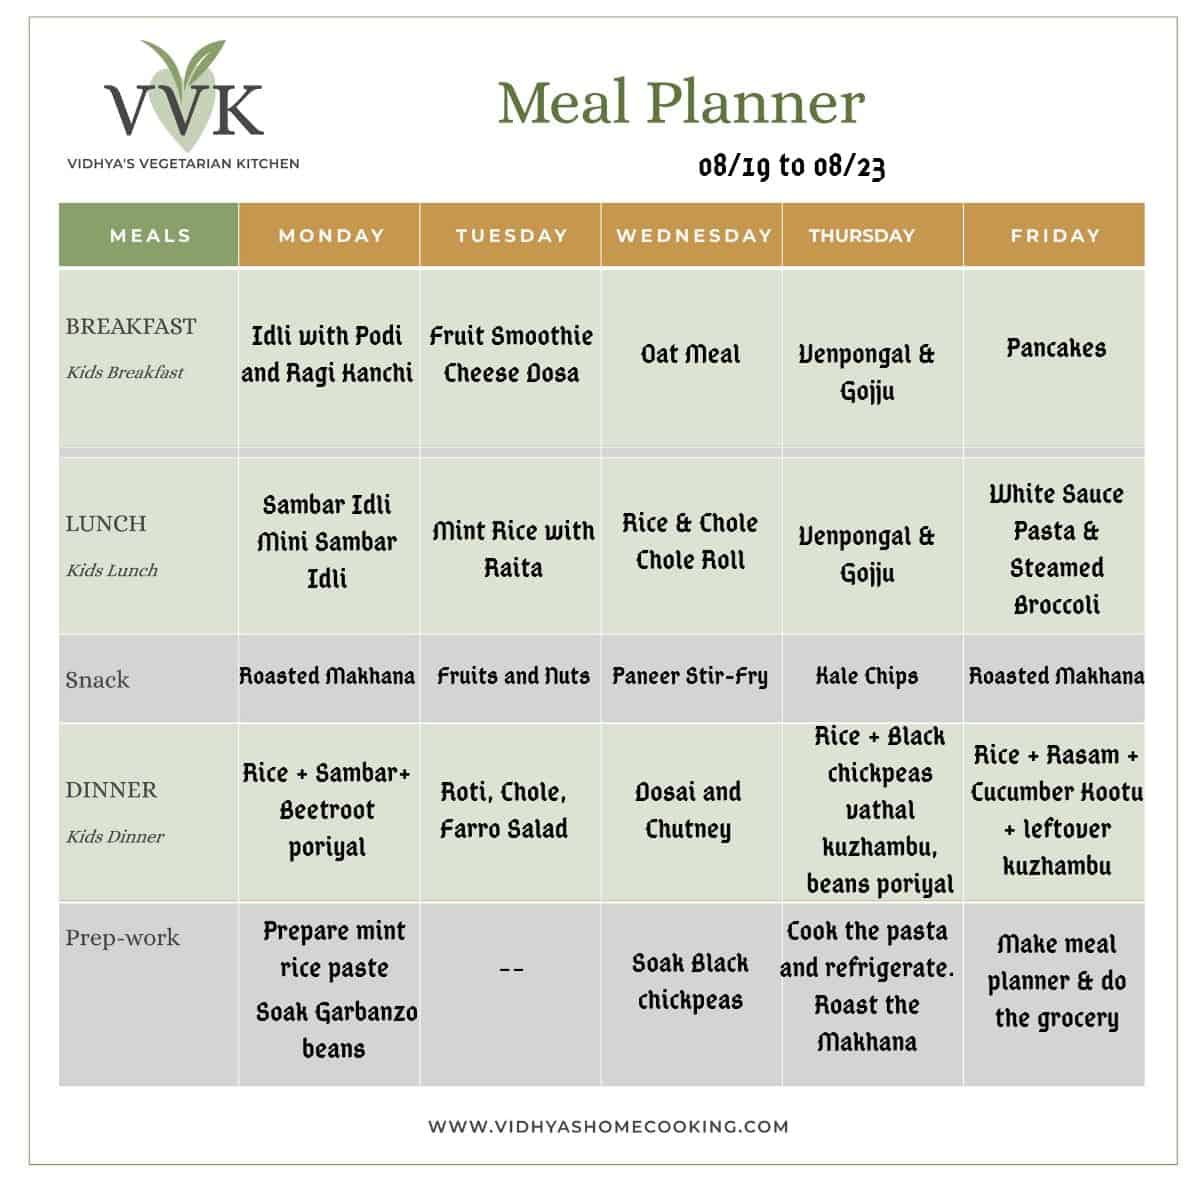 VVK
VIDHYA'S VEGETARIAN KITCHEN
Meal Planner
08/19 to 08/23
MEALS MONDAY TUESDAY WEDNESDAY THURSDAY FRIDAY
BREAKFAST
Kids Breakfast
Idli with Podi
and Ragi Kanchi
Fruit Smoothie
Cheese Dosa
Oat Meal
Venpongal &
Gojju
Pancakes
LUNCH
Kids Lunch
Sambar Idli
Mini Sambar
Idli
Mint Rice with
Raita
Rice & Chole
Chole Roll
Venpongal &
Gojju
White Sauce
Pasta &
Steamed
Broccoli
Snack
Roasted Makhana
Fruits and Nuts
Paneer Stir-Fry
Kale Chips
Roasted Makhana
DINNER
Kids Dinner
Rice + Sambar+
Beetroot
poriyal
Roti, Chole,
Farro Salad
Dosai and
Chutney
Rice + Black
chickpeas
vathal
kuzhambu,
beans poriyal
Rice + Rasam +
Cucumber Kootu
+ leftover
kuzhambu
Prep-work
Prepare mint
rice paste
Soak Garbanzo
beans
--
Soak Black
chickpeas
Cook the pasta
and refrigerate.
Roast the
Makhana
Make meal
planner & do
the grocery
WWW.VIDHYASHOMECOOKING.COM